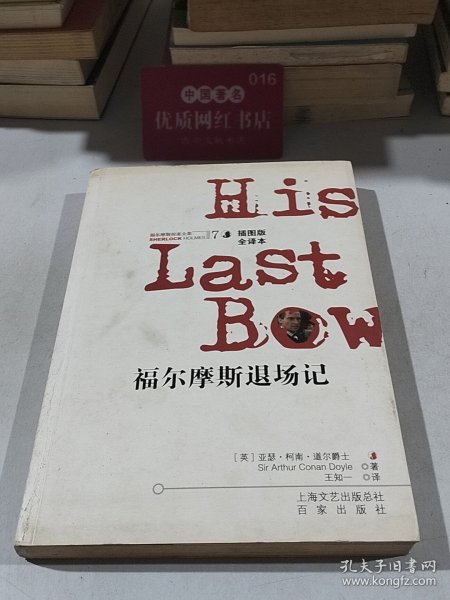 016
中国著名
优质网红书店
His
福尔摩斯探案全集
SHERLOCK HOLMES
7
插图版
全译本
Last
Bow
福尔摩斯退场记
[英]亚瑟·柯南·道尔爵士
Sir Arthur Conan Doyle ◎著
王知一 ◎译
上海文艺出版总社
百家出版社
孔夫子旧书网
www.kongfz.com